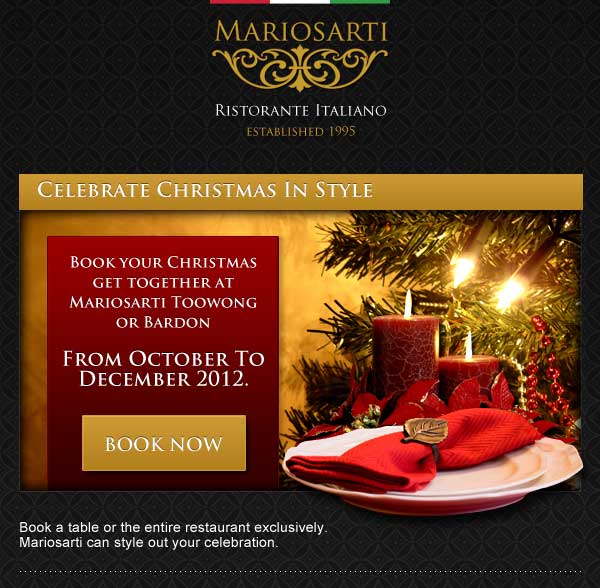 MARIOSARTI
RISTORANTE ITALIANO
ESTABLISHED 1995
CELEBRATE CHRISTMAS IN STYLE
BOOK YOUR CHRISTMAS
GET TOGETHER AT
MARIOSARTI TOOWONG
OR BARDON
FROM OCTOBER TO
DECEMBER 2012.
BOOK NOW
Book a table or the entire restaurant exclusively.
Mariosarti can style out your celebration.